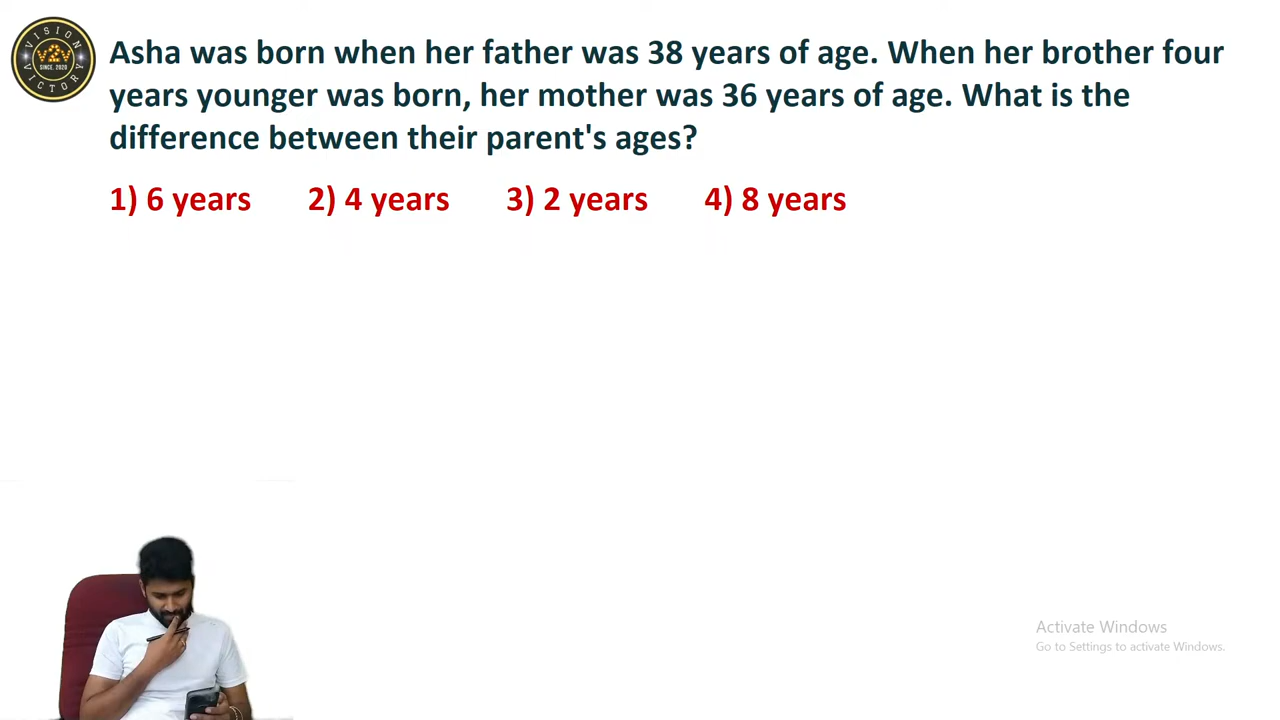 VISION
SINCE. 2020
VICTORY
Asha was born when her father was 38 years of age. When her brother four
years younger was born, her mother was 36 years of age. What is the
difference between their parent's ages?
1) 6 years 2) 4 years 3) 2 years 4) 8 years
Activate Windows
Go to Settings to activate Windows.